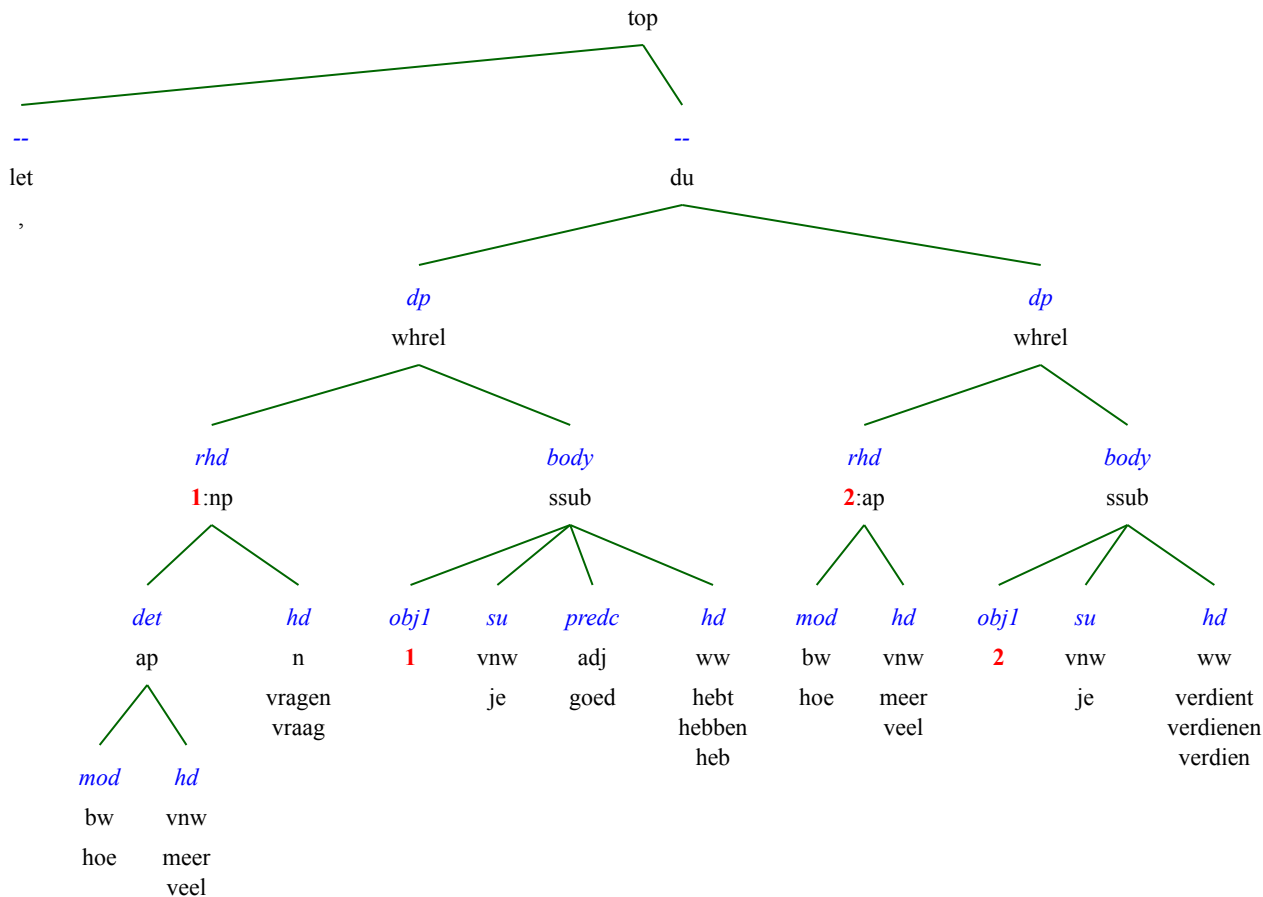 top
-- --
let du
,
dp dp
whrel whrel
rhd body rhd body
1:np ssub 2:ap ssub
det hd obj1 su predc hd mod hd obj1 su hd
ap n 1 vnw adj ww bw vnw 2 vnw ww
vragen je goed hebt hoe meer je verdient
vraag hebben veel verdienen
heb verdien
mod hd
bw vnw
hoe meer
veel